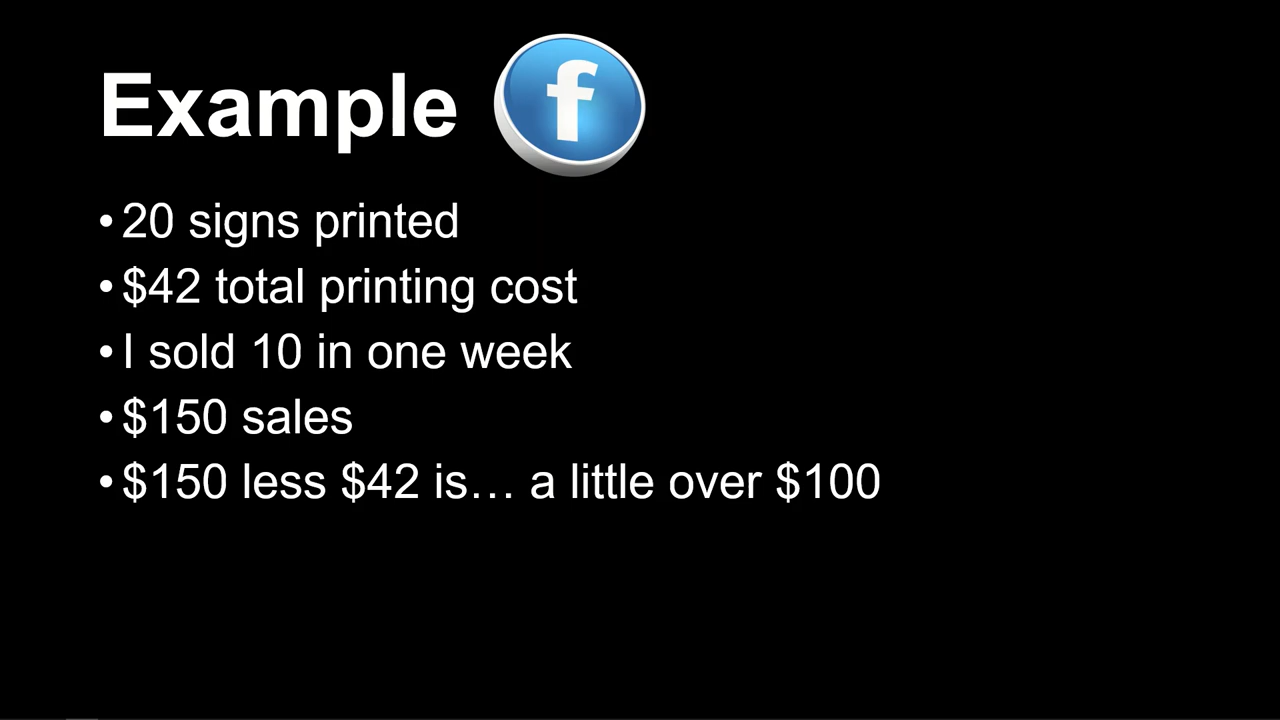 Example f
• 20 signs printed
• $42 total printing cost
• I sold 10 in one week
• $150 sales
• $150 less $42 is… a little over $100